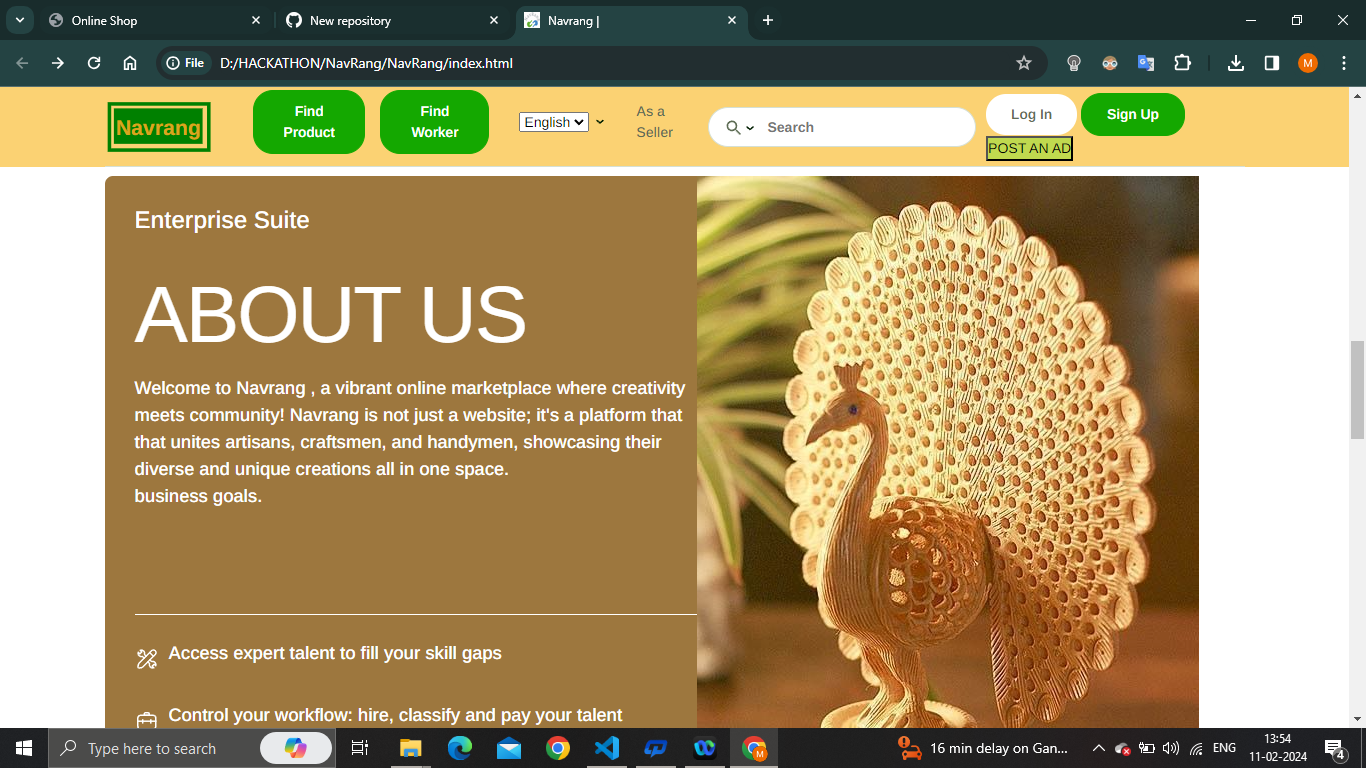 Online Shop
New repository
Navrang |
File
D:/HACKATHON/NavRang/NavRang/index.html
M
Navrang
Find
Product
Find
Worker
English
As a
Seller
Search
Log In
Sign Up
POST AN AD
Enterprise Suite
ABOUT US
Welcome to Navrang , a vibrant online marketplace where creativity
meets community! Navrang is not just a website; it's a platform that
that unites artisans, craftsmen, and handymen, showcasing their
diverse and unique creations all in one space.
business goals.
Access expert talent to fill your skill gaps
Control your workflow: hire, classify and pay your talent
Type here to search
M
16 min delay on Gan...
ENG
13:54
11-02-2024
4